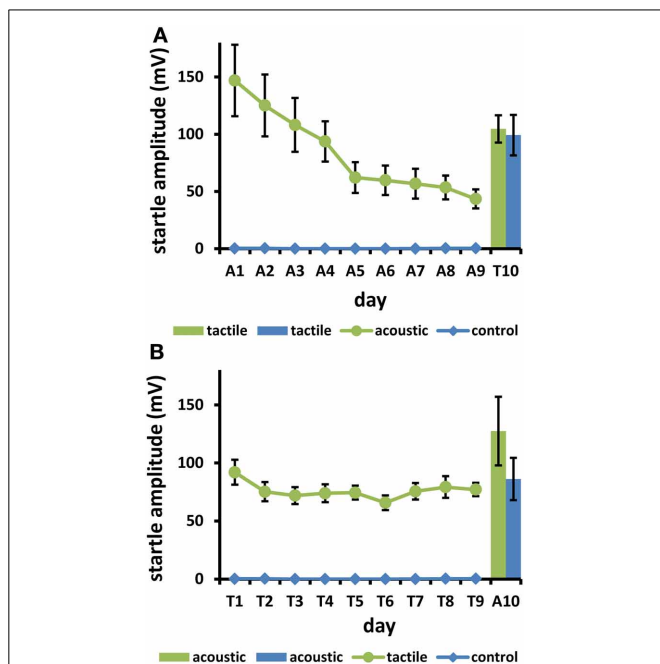 A
startle amplitude (mV)
150
100
50
0
A1 A2 A3 A4 A5 A6 A7 A8 A9 T10
day
tactile tactile acoustic control
B
startle amplitude (mV)
150
100
50
0
T1 T2 T3 T4 T5 T6 T7 T8 T9 A10
day
acoustic acoustic tactile control